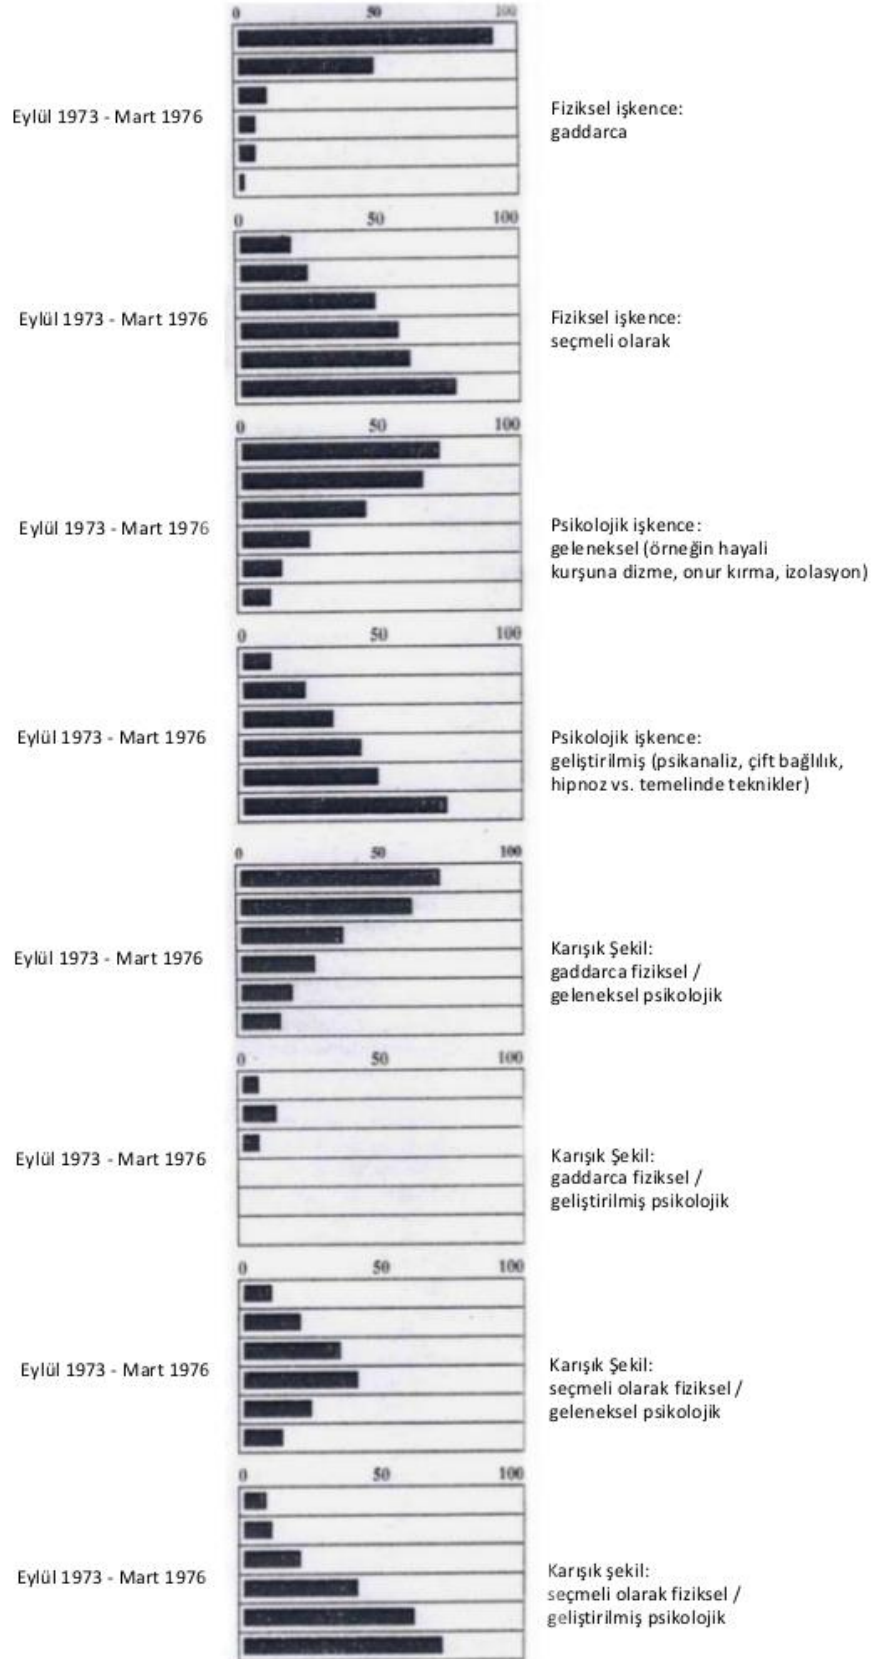 0 50 100
Eylül 1973 - Mart 1976
Fiziksel işkence:
gaddarca
0 50 100
Eylül 1973 - Mart 1976
Fiziksel işkence:
seçmeli olarak
0 50 100
Eylül 1973 - Mart 1976
Psikolojik işkence:
geleneksel (örneğin hayali
kurşuna dizme, onur kırma, izolasyon)
0 50 100
Eylül 1973 - Mart 1976
Psikolojik işkence:
geliştirilmiş (psikanaliz, çift bağlılık,
hipnoz vs. temelinde teknikler)
0 50 100
Eylül 1973 - Mart 1976
Karışık Şekil:
gaddarca fiziksel /
geleneksel psikolojik
0 50 100
Eylül 1973 - Mart 1976
Karışık Şekil:
gaddarca fiziksel /
geliştirilmiş psikolojik
0 50 100
Eylül 1973 - Mart 1976
Karışık Şekil:
seçmeli olarak fiziksel /
geleneksel psikolojik
0 50 100
Eylül 1973 - Mart 1976
Karışık şekil:
seçmeli olarak fiziksel /
geliştirilmiş psikolojik